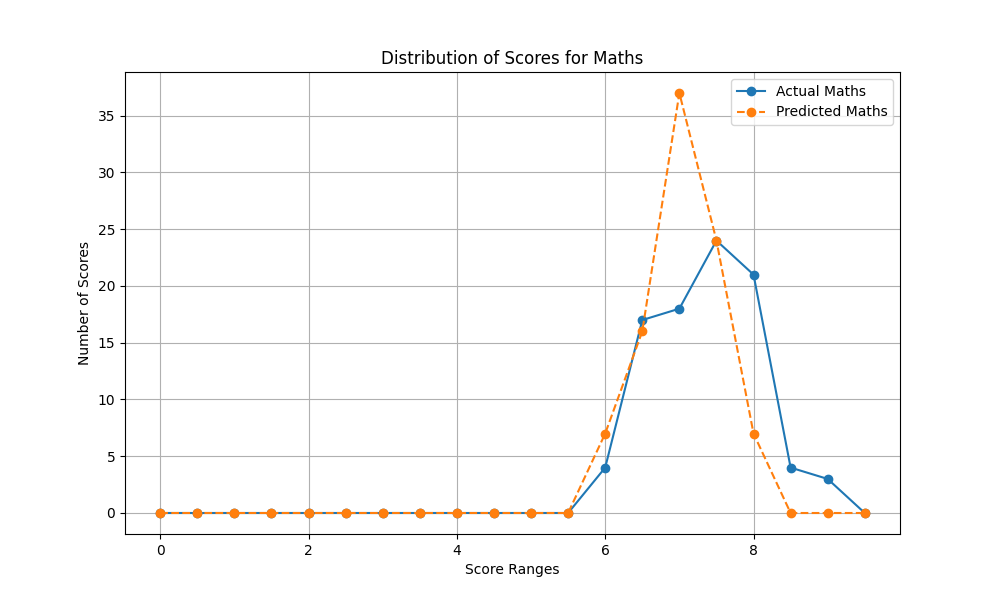 Distribution of Scores for Maths
Actual Maths
Predicted Maths
35
30
25
20
15
10
5
0
Number of Scores
0 2 4 6 8
Score Ranges